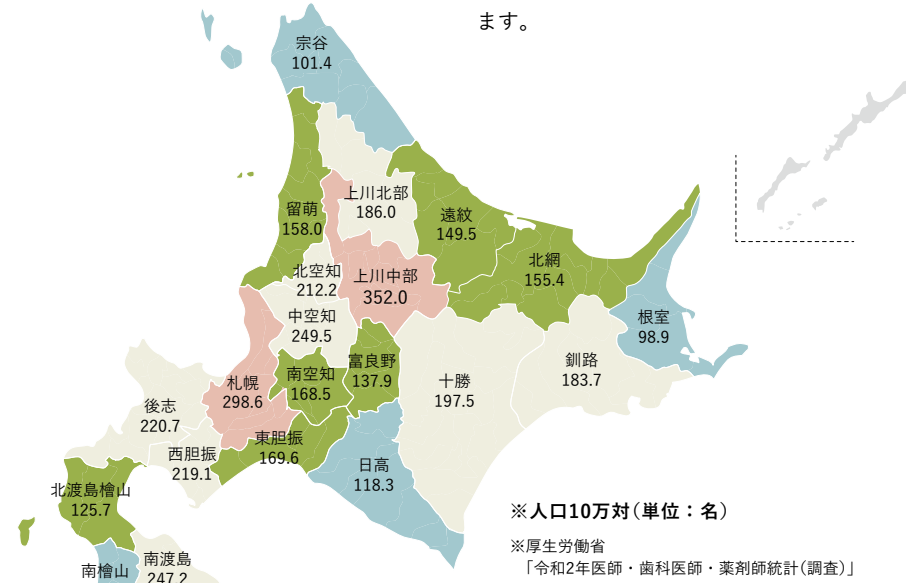 ます。
宗谷
101.4
上川北部
186.0
留萌
158.0
遠紋
149.5
北網
155.4
北空知
212.2
上川中部
352.0
中空知
249.5
根室
98.9
釧路
183.7
富良野
137.9
南空知
168.5
札幌
298.6
十勝
197.5
後志
220.7
東胆振
169.6
西胆振
219.1
日高
118.3
北渡島檜山
125.7
南檜山
南渡島
247.2
※人口10万対(単位：名)
※厚生労働省
「令和2年医師・歯科医師・薬剤師統計(調査)」